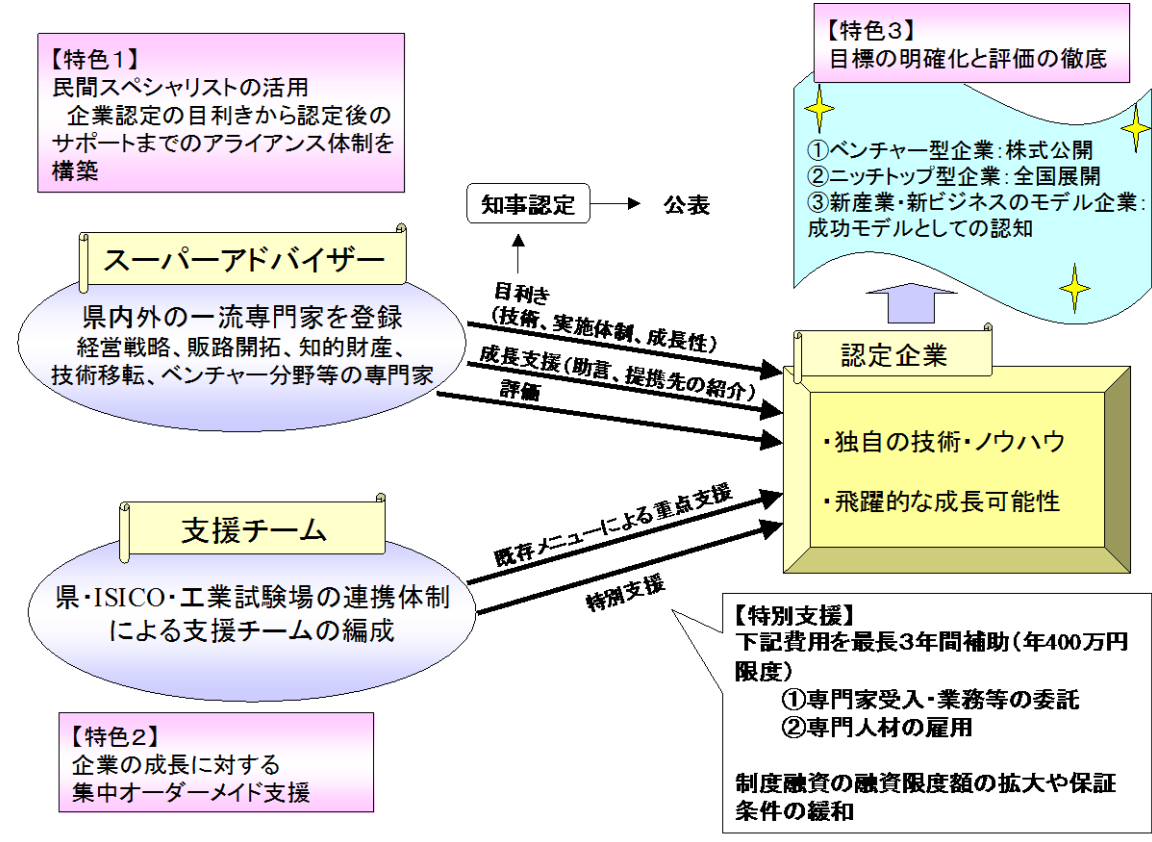 【特色１】
民間スペシャリストの活用
企業認定の目利きから認定後の
サポートまでのアライアンス体制を
構築
【特色３】
目標の明確化と評価の徹底
①ベンチャー型企業：株式公開
②ニッチトップ型企業：全国展開
③新産業・新ビジネスのモデル企業：
成功モデルとしての認知
知事認定
公表
スーパーアドバイザー
県内外の一流専門家を登録
経営戦略、販路開拓、知的財産、
技術移転、ベンチャー分野等の専門家
目利き
（技術、実施体制、成長性）
成長支援（助言、提携先の紹介）
評価
認定企業
・独自の技術・ノウハウ
・飛躍的な成長可能性
支援チーム
県・ISICO・工業試験場の連携体制
による支援チームの編成
既存メニューによる重点支援
特別支援
【特別支援】
下記費用を最長３年間補助（年400万円
限度）
①専門家受入・業務等の委託
②専門人材の雇用
制度融資の融資限度額の拡大や保証
条件の緩和
【特色２】
企業の成長に対する
集中オーダーメイド支援